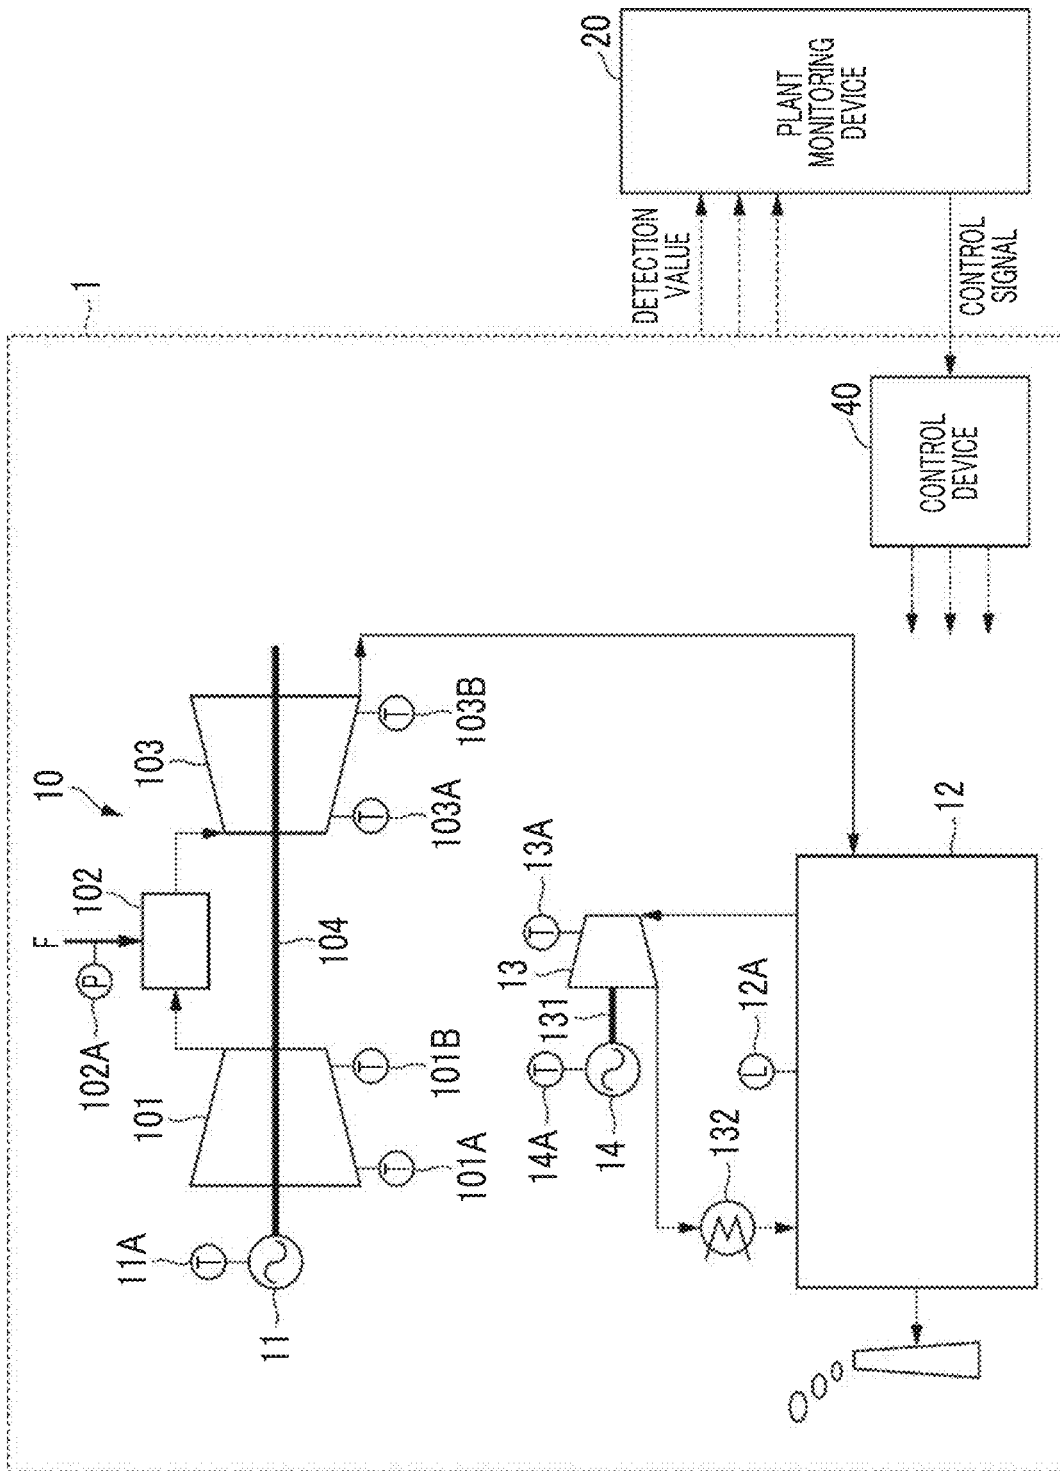 1
10
F
102A
P
102
101
103
11A
T
11
101A
T
101B
T
104
103A
T
103B
T
14A
T
14
131
13
13A
T
132
12A
L
12
40
CONTROL
DEVICE
DETECTION
VALUE
CONTROL
SIGNAL
20
PLANT
MONITORING
DEVICE